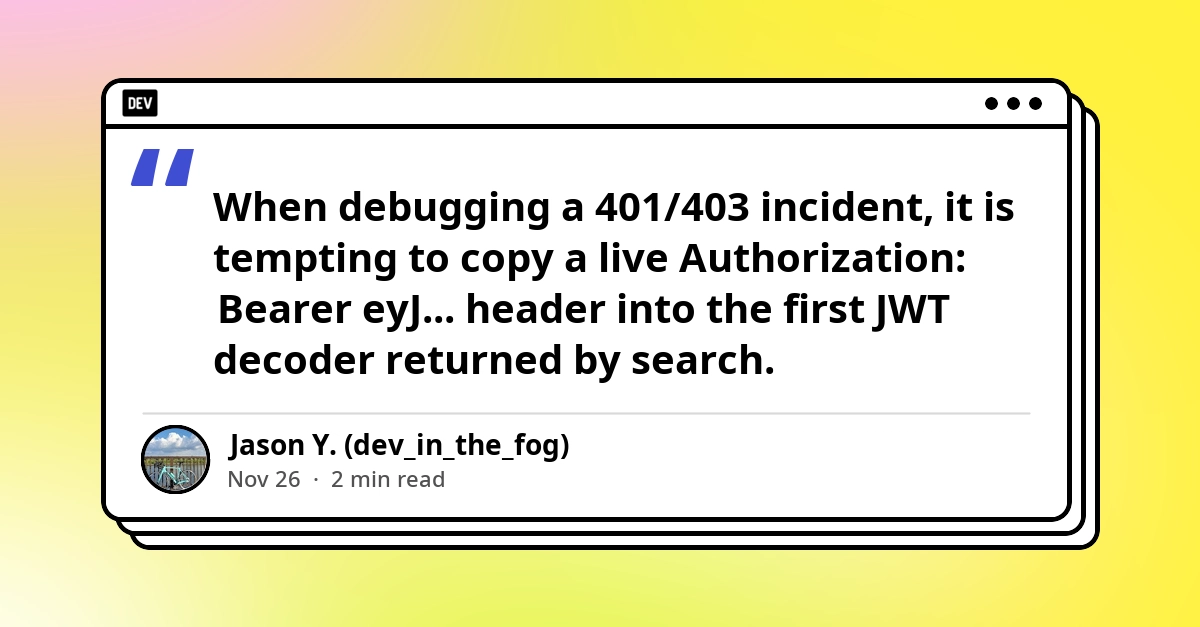 DEV
“
When debugging a 401/403 incident, it is
tempting to copy a live Authorization:
Bearer eyJ... header into the first JWT
decoder returned by search.
Jason Y. (dev_in_the_fog)
Nov 26 · 2 min read